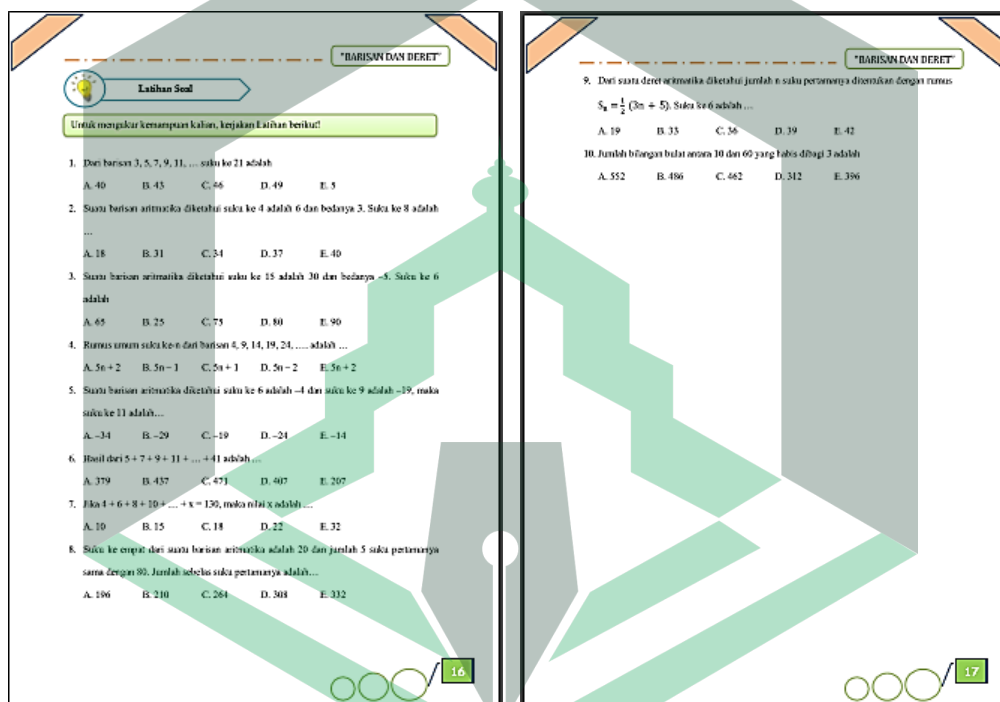 "BARISAN DAN DERET"
Latihan Soal
Untuk mengukur kemampuan kalian, kerjakan Latihan berikut!
1. Dari barisan 3, 5, 7, 9, 11, .... suku ke 21 adalah
A. 40 B. 43 C. 46 D. 49 E. 5
2. Suatu barisan aritmatika diketahui suku ke 4 adalah 6 dan bedanya 3. Suku ke 8 adalah
...
A. 18 B. 31 C. 34 D. 37 E. 40
3. Suatu barisan aritmatika diketahui suku ke 15 adalah 30 dan bedanya –5. Suku ke 6
adalah
A. 65 B. 25 C. 75 D. 80 E. 90
4. Rumus umum suku ke-n dari barisan 4, 9, 14, 19, 24, ..... adalah ...
A. 5n + 2 B. 5n – 1 C. 5n + 1 D. 5n – 2 E. 5n + 2
5. Suatu barisan aritmatika diketahui suku ke 6 adalah –4 dan suku ke 9 adalah –19, maka
suku ke 11 adalah...
A. –34 B. –29 C. –19 D. –24 E. –14
6. Hasil dari 5 + 7 + 9 + 11 + ... + 41 adalah ...
A. 379 B. 437 C. 471 D. 407 E. 207
7. Jika 4 + 6 + 8 + 10 + .... + x = 130, maka nilai x adalah ...
A. 10 B. 15 C. 18 D. 22 E. 32
8. Suku ke empat dari suatu barisan aritmatika adalah 20 dan jumlah 5 suku pertamanya
sama dengan 80. Jumlah sebelas suku pertamanya adalah...
A. 196 B. 210 C. 264 D. 308 E. 332
16
"BARISAN DAN DERET"
9. Dari suatu deret aritmatika diketahui jumlah n suku pertamanya ditentukan dengan rumus
Sₙ = 1/2 (3n + 5). Suku ke 6 adalah ...
A. 19 B. 33 C. 36 D. 39 E. 42
10. Jumlah bilangan bulat antara 10 dan 60 yang habis dibagi 3 adalah
A. 552 B. 486 C. 462 D. 312 E. 396
17